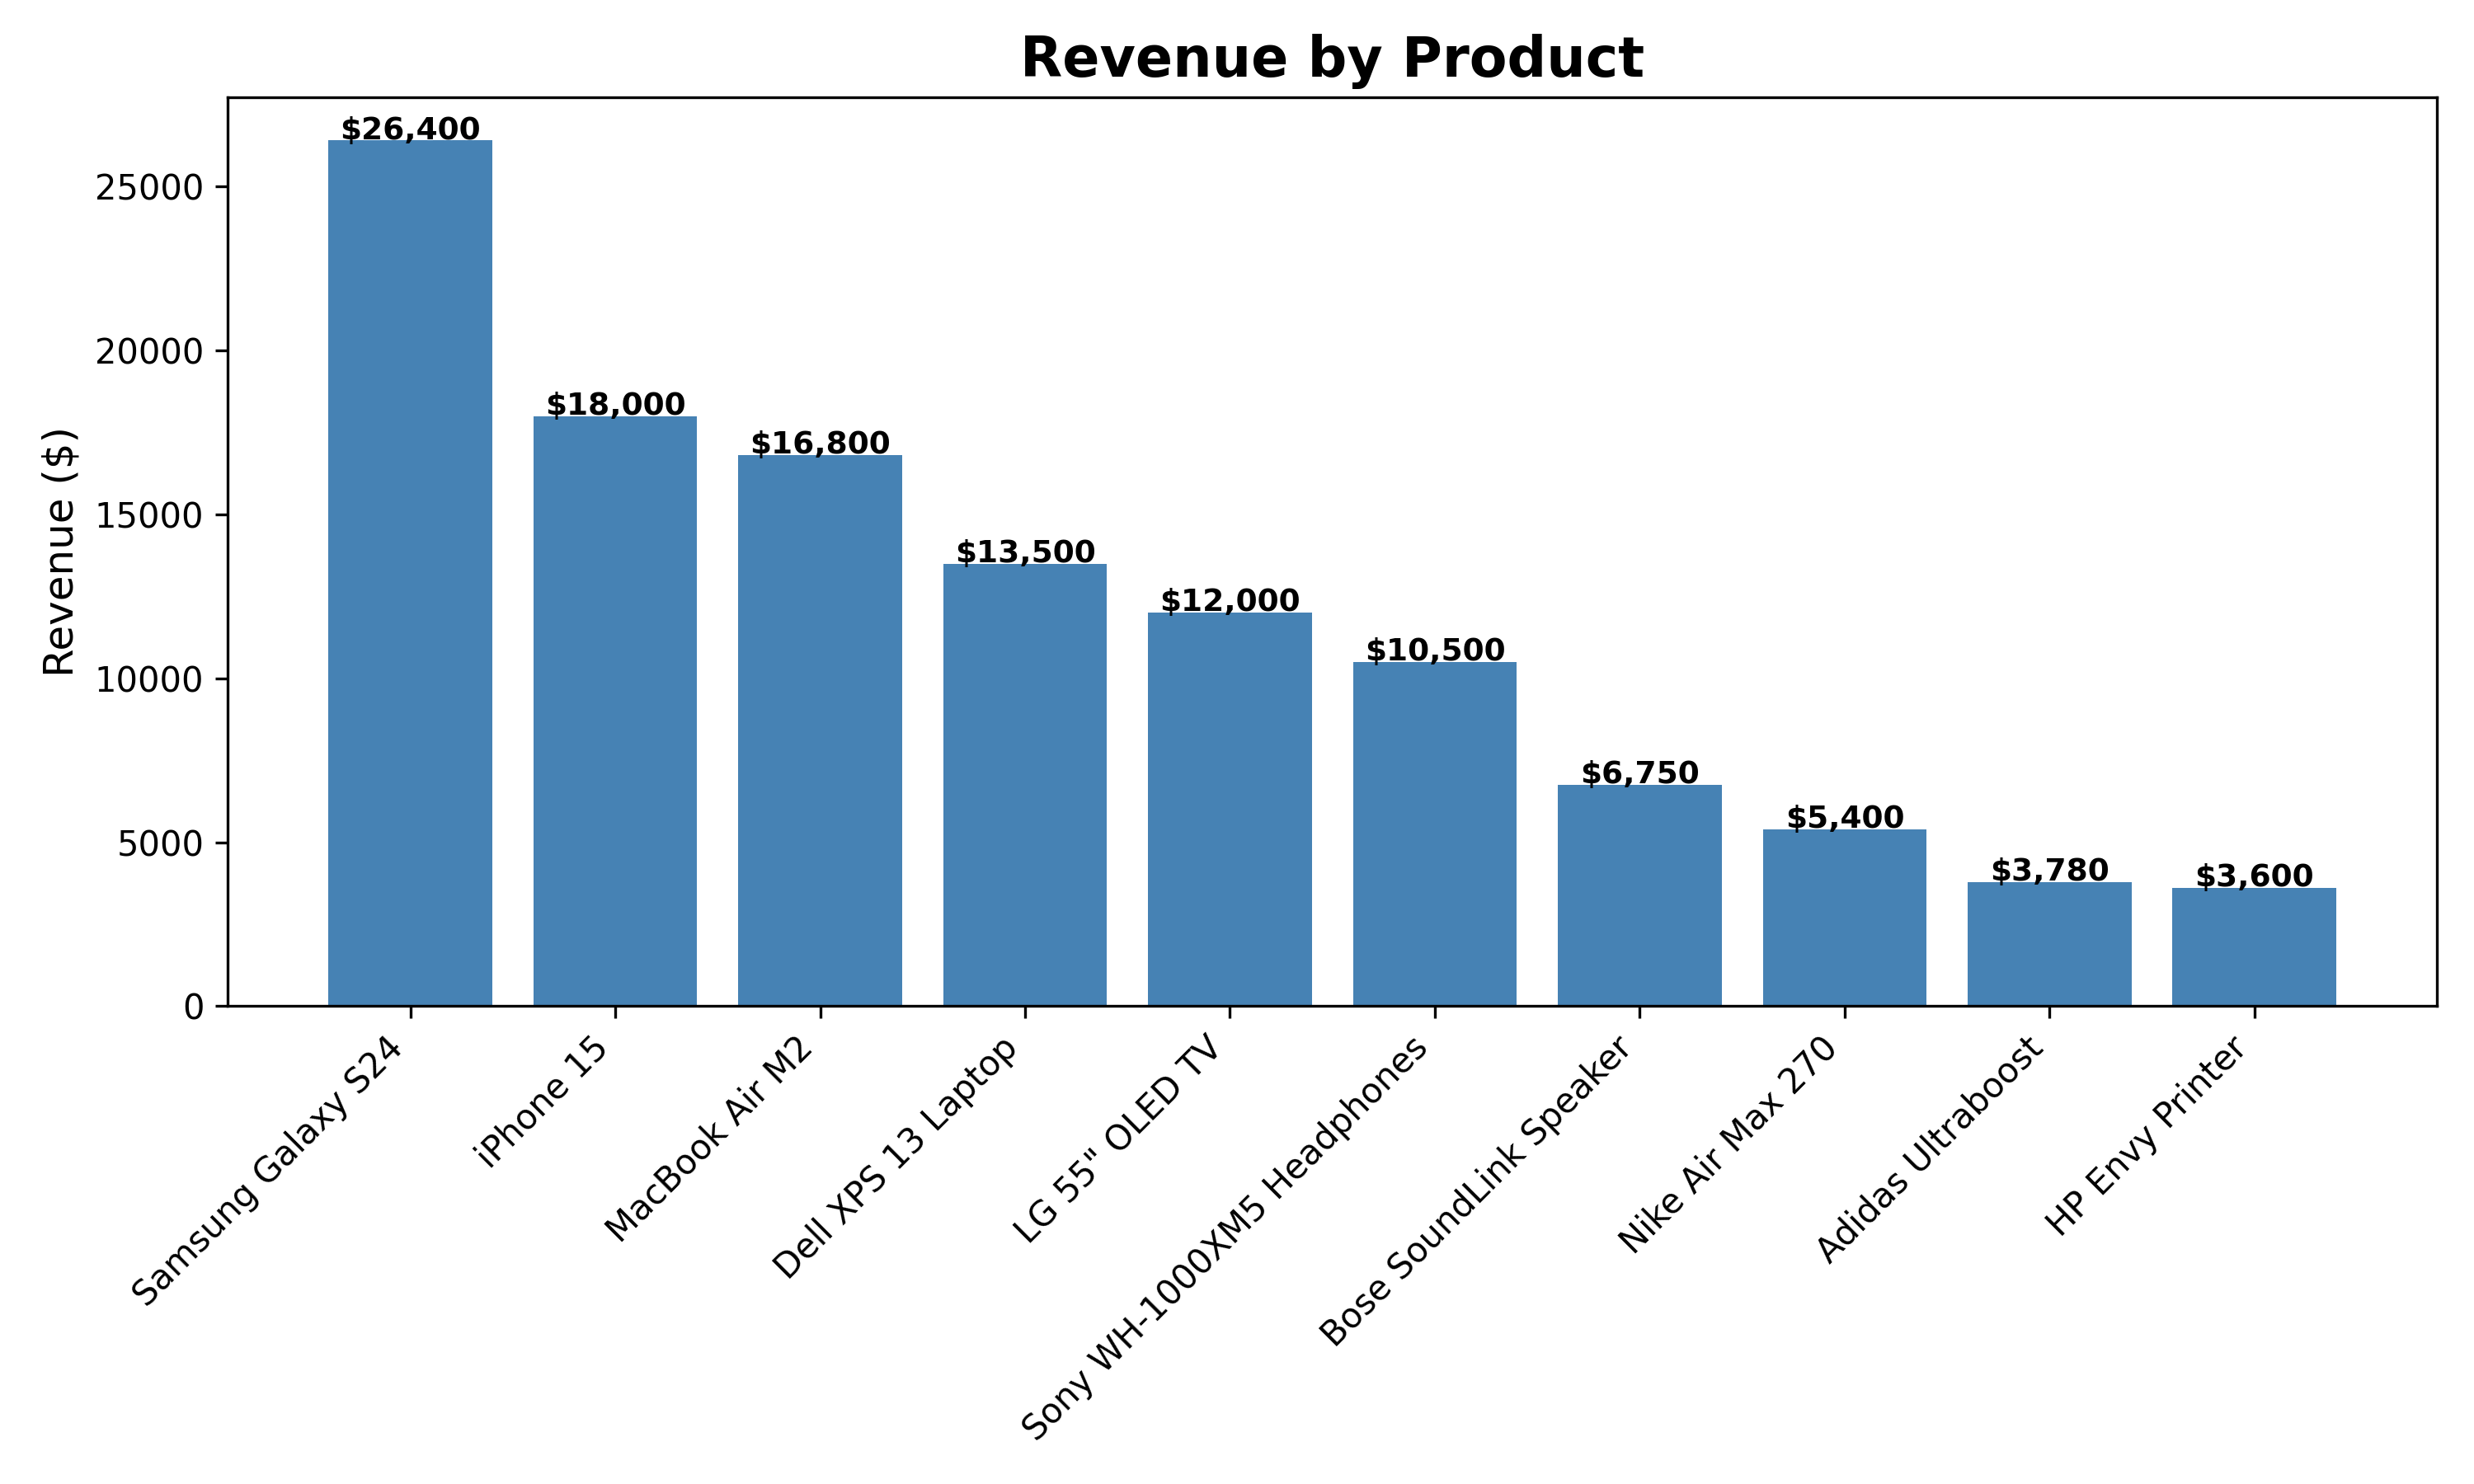 Revenue by Product
Revenue ($)
25000
20000
15000
10000
5000
0
$26,400
$18,000
$16,800
$13,500
$12,000
$10,500
$6,750
$5,400
$3,780
$3,600
Samsung Galaxy S24
iPhone 15
MacBook Air M2
Dell XPS 13 Laptop
LG 55" OLED TV
Sony WH-1000XM5 Headphones
Bose SoundLink Speaker
Nike Air Max 270
Adidas Ultraboost
HP Envy Printer